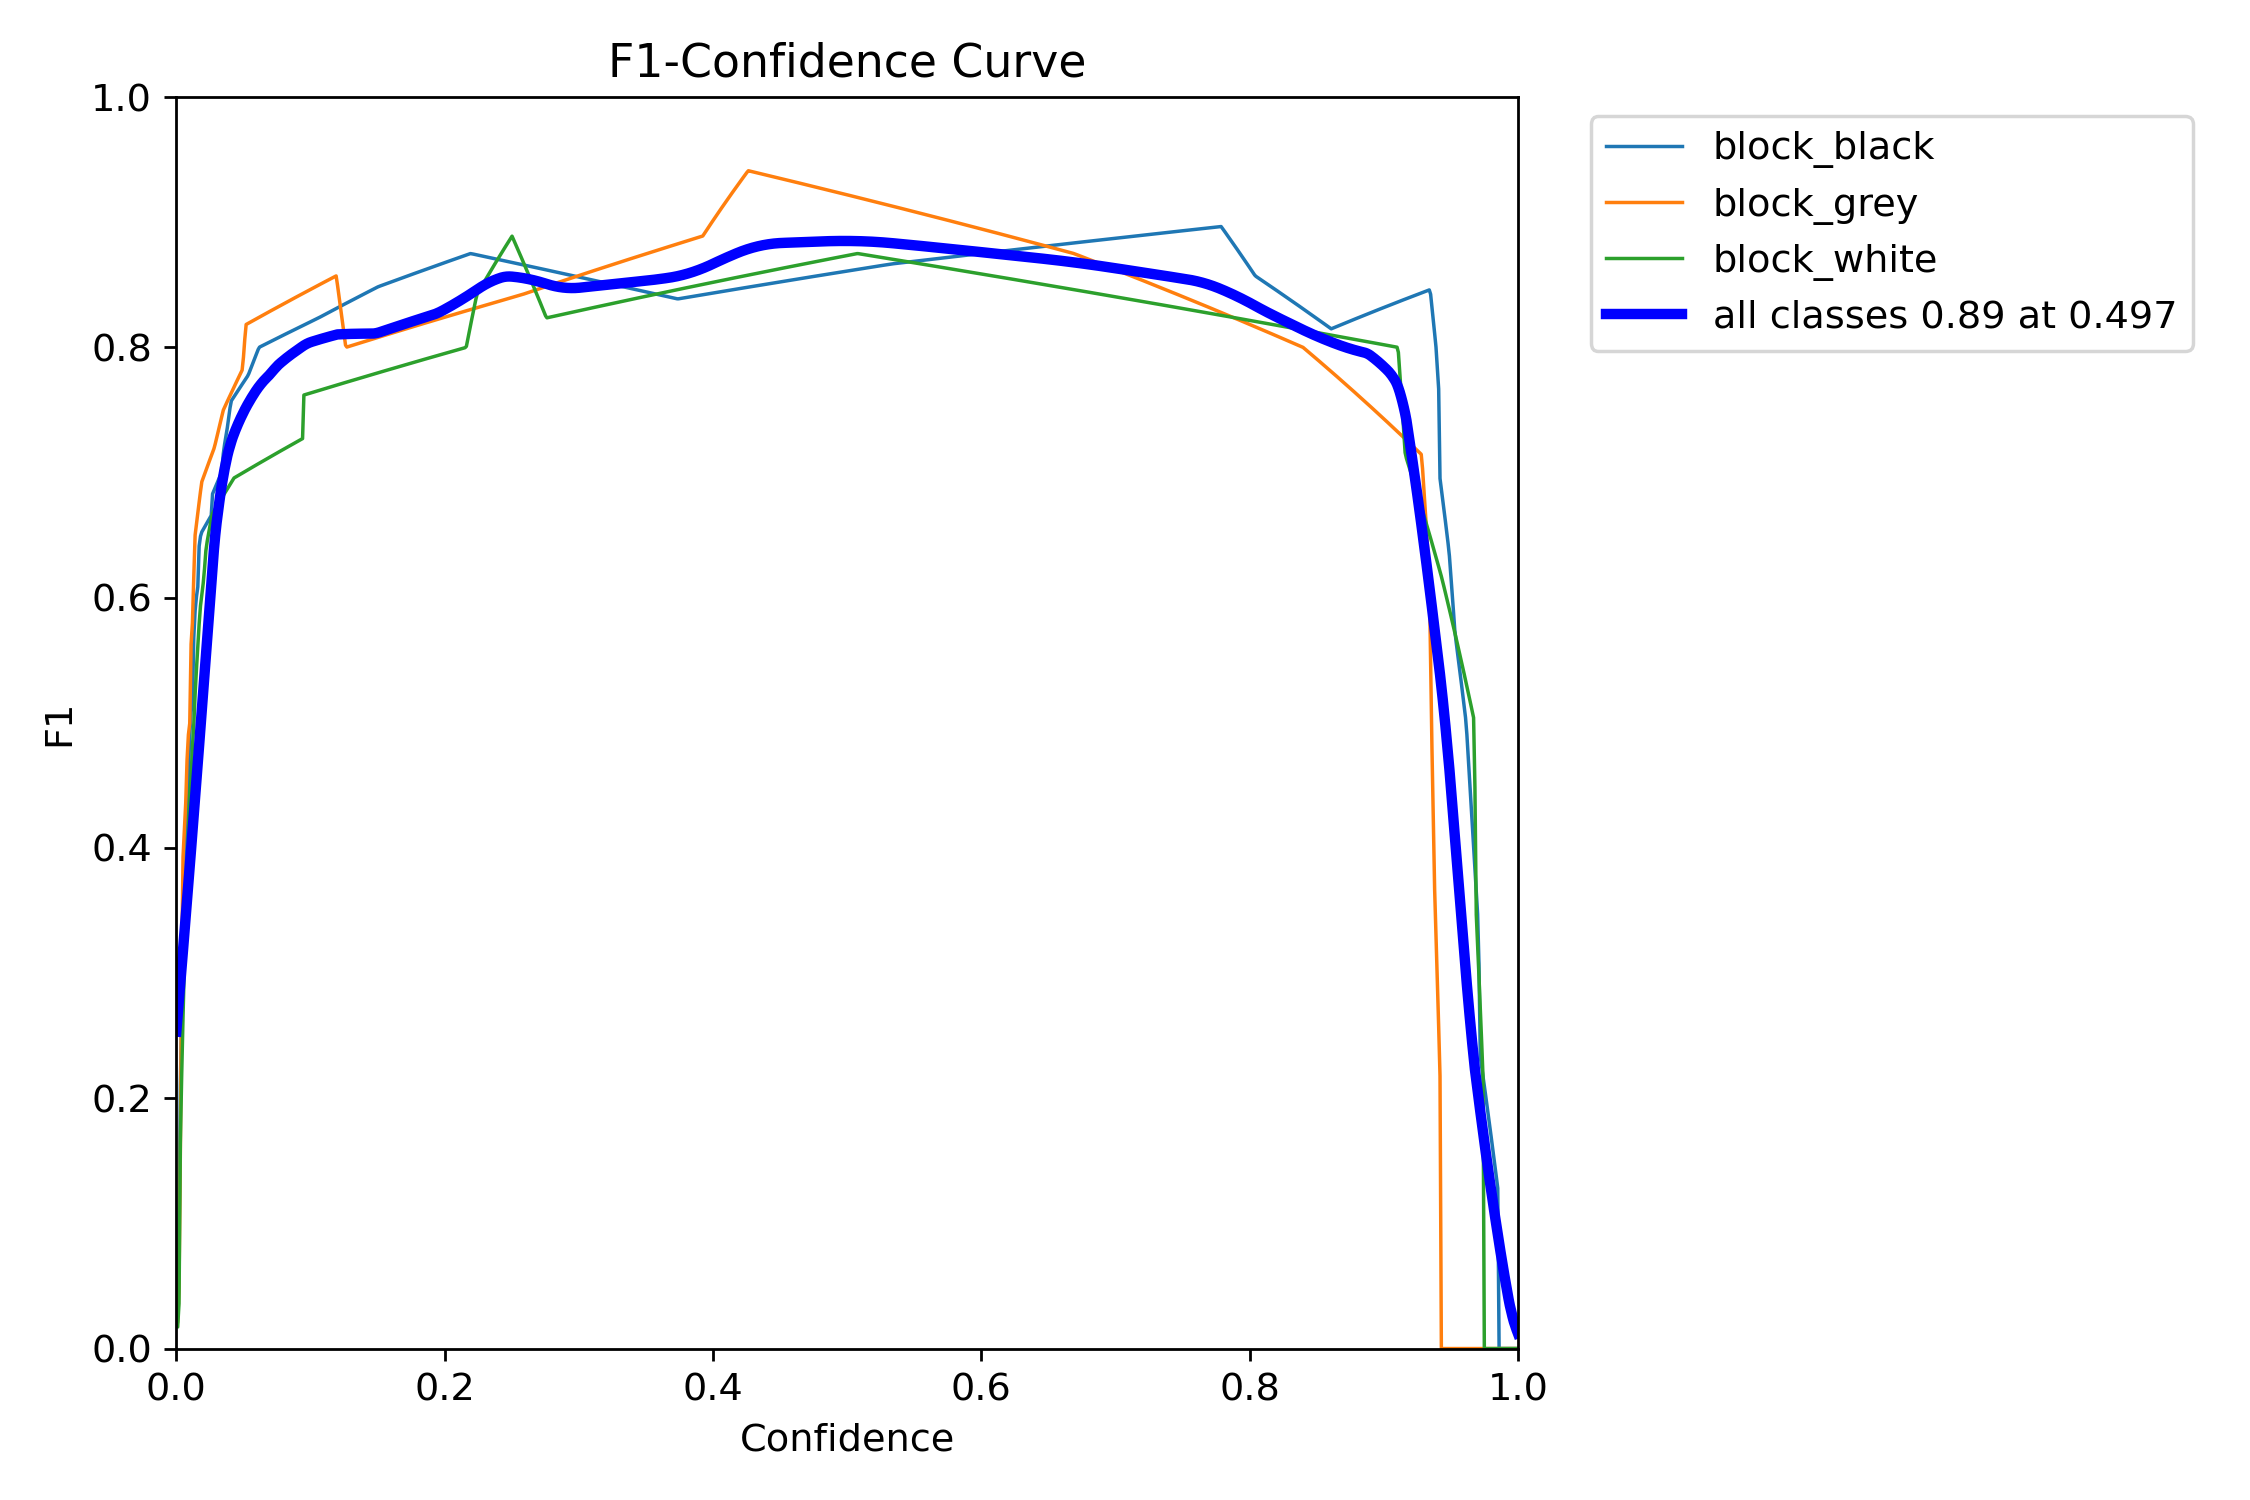 F1-Confidence Curve
1.0
0.8
0.6
0.4
0.2
0.0
F1
0.0 0.2 0.4 0.6 0.8 1.0
Confidence
block_black
block_grey
block_white
all classes 0.89 at 0.497